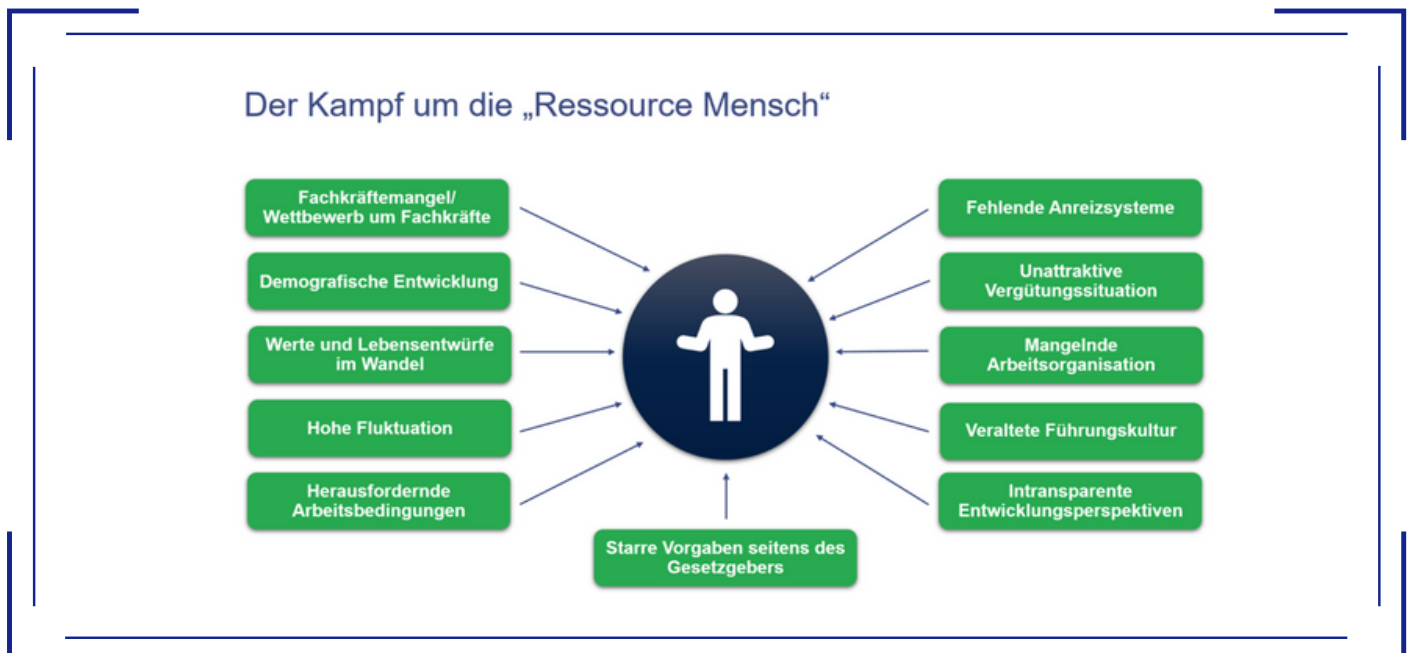 Der Kampf um die „Ressource Mensch“
Fachkräftemangel/
Wettbewerb um Fachkräfte
Demografische Entwicklung
Werte und Lebensentwürfe
im Wandel
Hohe Fluktuation
Herausfordernde
Arbeitsbedingungen
Starre Vorgaben seitens des
Gesetzgebers
Fehlende Anreizsysteme
Unattraktive
Vergütungssituation
Mangelnde
Arbeitsorganisation
Veraltete Führungskultur
Intransparente
Entwicklungsperspektiven